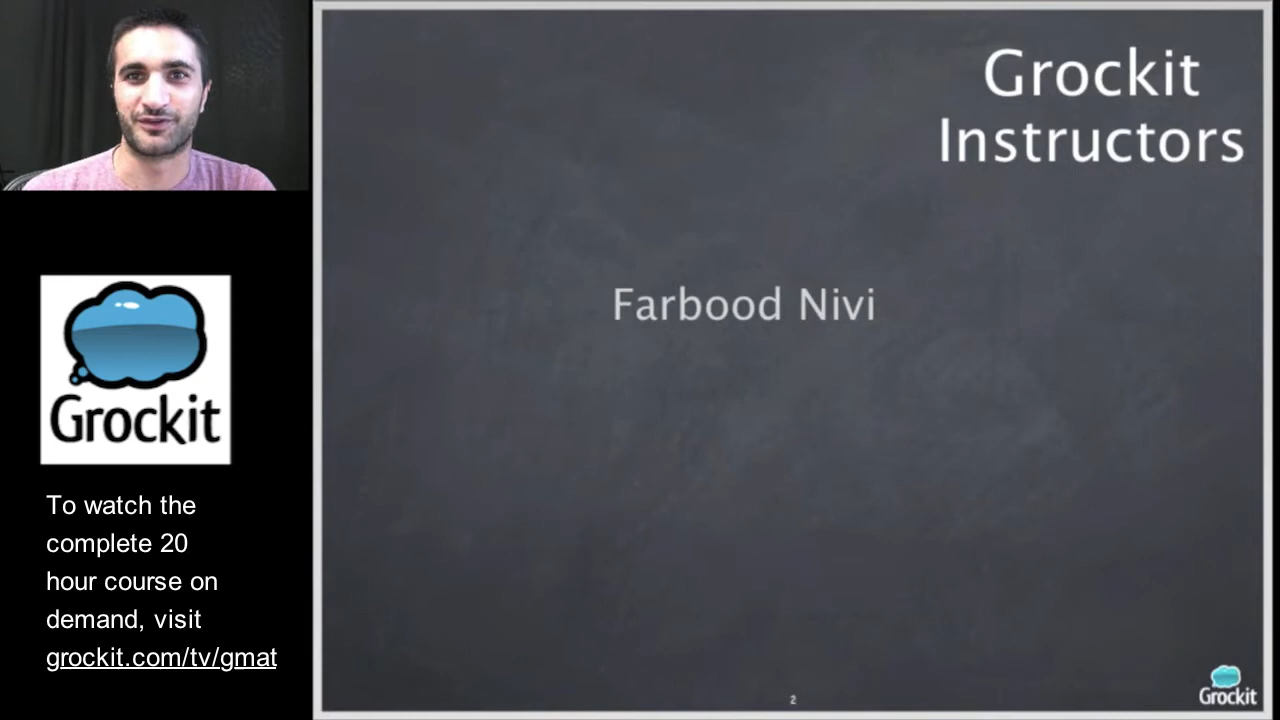 Grockit
Instructors
Farbood Nivi
Grockit
To watch the
complete 20
hour course on
demand, visit
grockit.com/tv/gmat
2
Grockit